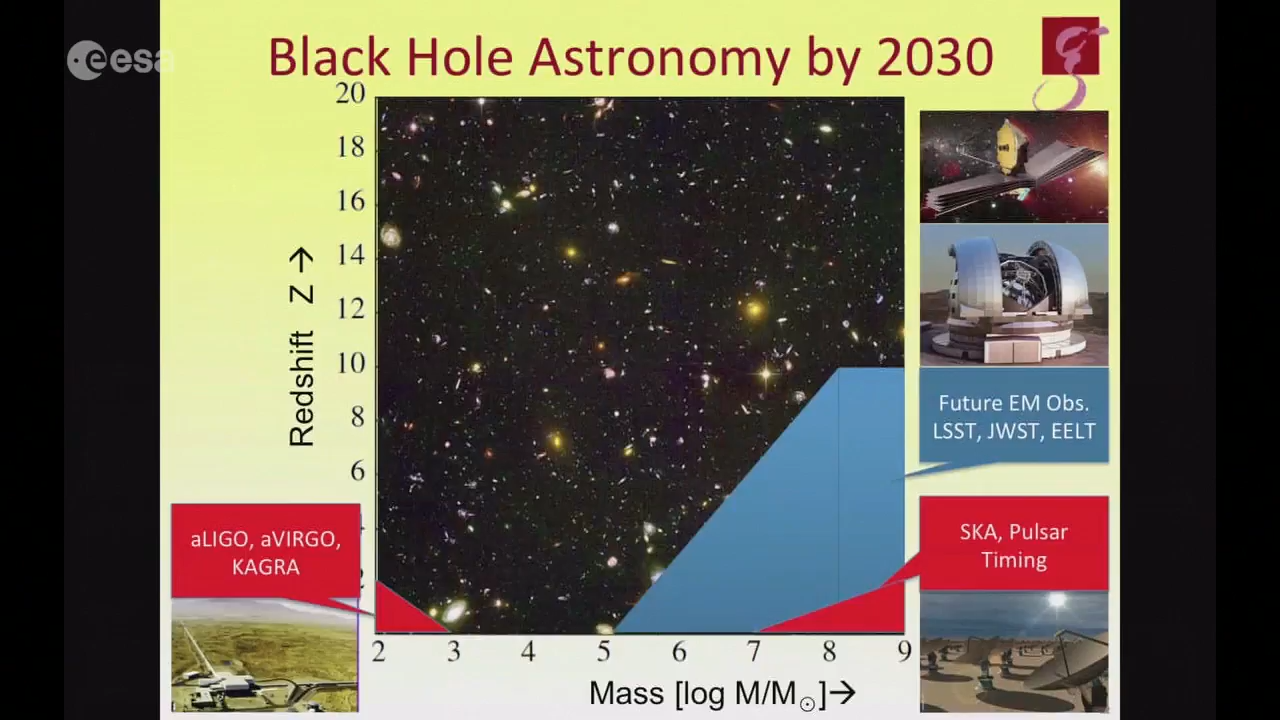 esa
Black Hole Astronomy by 2030
20
18
16
14
12
10
8
6
2
Redshift Z →
2 3 4 5 6 7 8 9
Mass [log M/M☉]→
aLIGO, aVIRGO,
KAGRA
Future EM Obs.
LSST, JWST, EELT
SKA, Pulsar
Timing